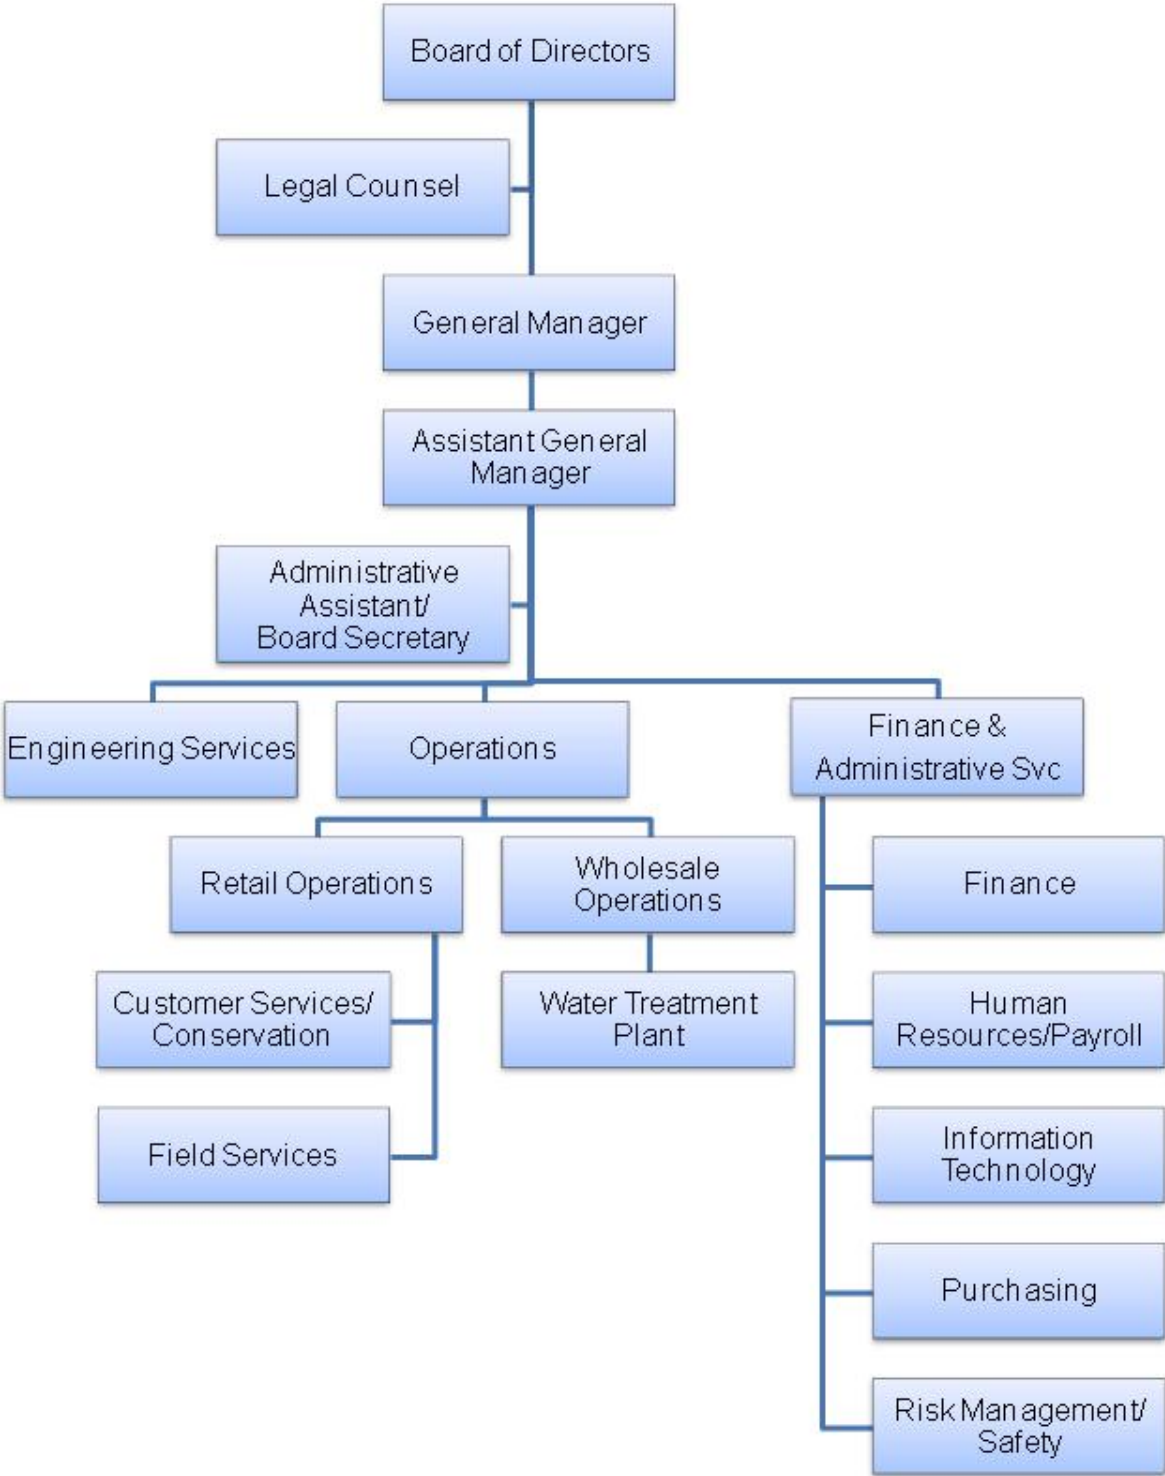 Board of Directors
Legal Counsel
General Manager
Assistant General
Manager
Administrative
Assistant/
Board Secretary
Engineering Services
Operations
Finance &
Administrative Svc
Retail Operations
Wholesale
Operations
Finance
Customer Services/
Conservation
Water Treatment
Plant
Human
Resources/Payroll
Field Services
Information
Technology
Purchasing
Risk Management/
Safety